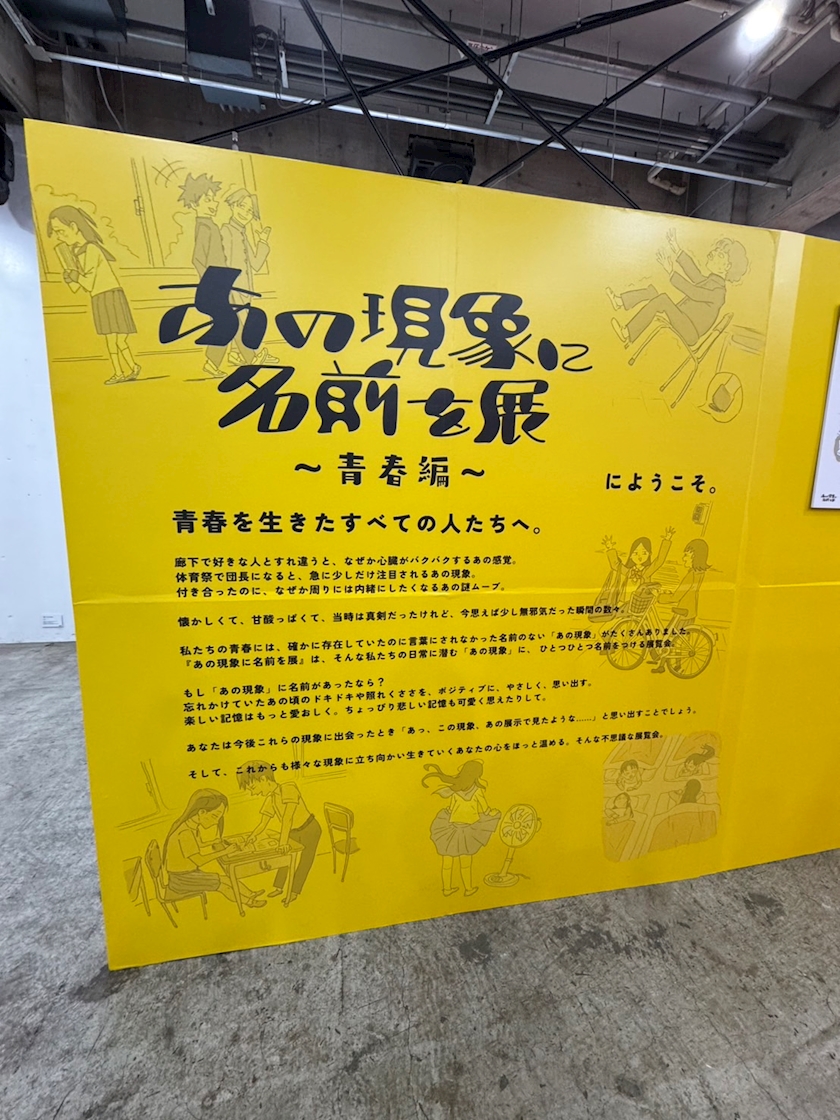 あの現象に
名前を展
～青春編～
にようこそ。
青春を生きたすべての人たちへ。
廊下で好きな人とすれ違うと、なぜか心臓がバクバクするあの感覚。
体育祭で団長になると、急に少しだけ注目されるあの現象。
付き合ったのに、なぜか周りには内緒にしたくなるあの謎ムーブ。
懐かしくて、甘酸っぱくて、当時は真剣だったけれど、今思えば少し無邪気だった瞬間の数々。
私たちの青春には、確かに存在していたのに言葉にされなかった名前のない「あの現象」がたくさんありました。
『あの現象に名前を展』は、そんな私たちの日常に潜む「あの現象」に、ひとつひとつ名前をつける展覧会。
もし「あの現象」に名前があったなら？
忘れかけていたあの頃のドキドキや照れくささを、ポジティブに、やさしく、思い出す。
楽しい記憶はもっと愛おしく。ちょっぴり悲しい記憶も可愛く思えたりして。
あなたは今後これらの現象に出会ったとき「あっ、この現象、あの展示で見たような……」と思い出すことでしょう。
そして、これからも様々な現象に立ち向かい生きていくあなたの心をほっと温める。そんな不思議な展覧会。